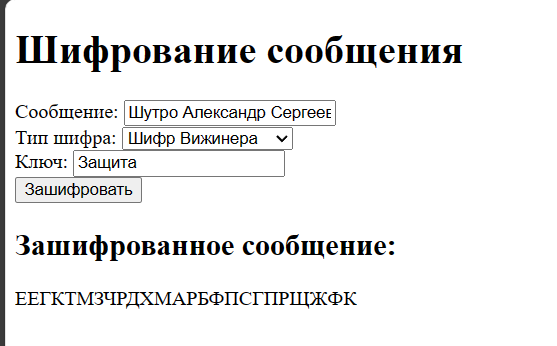 Шифрование сообщения
Сообщение: Шутро Александр Сергеев
Тип шифра: Шифр Вижинера
Ключ: Защита
Зашифровать
Зашифрованное сообщение:
ЕЕГКТМЗЧРДХМАРБФПСГПРЩЖФК